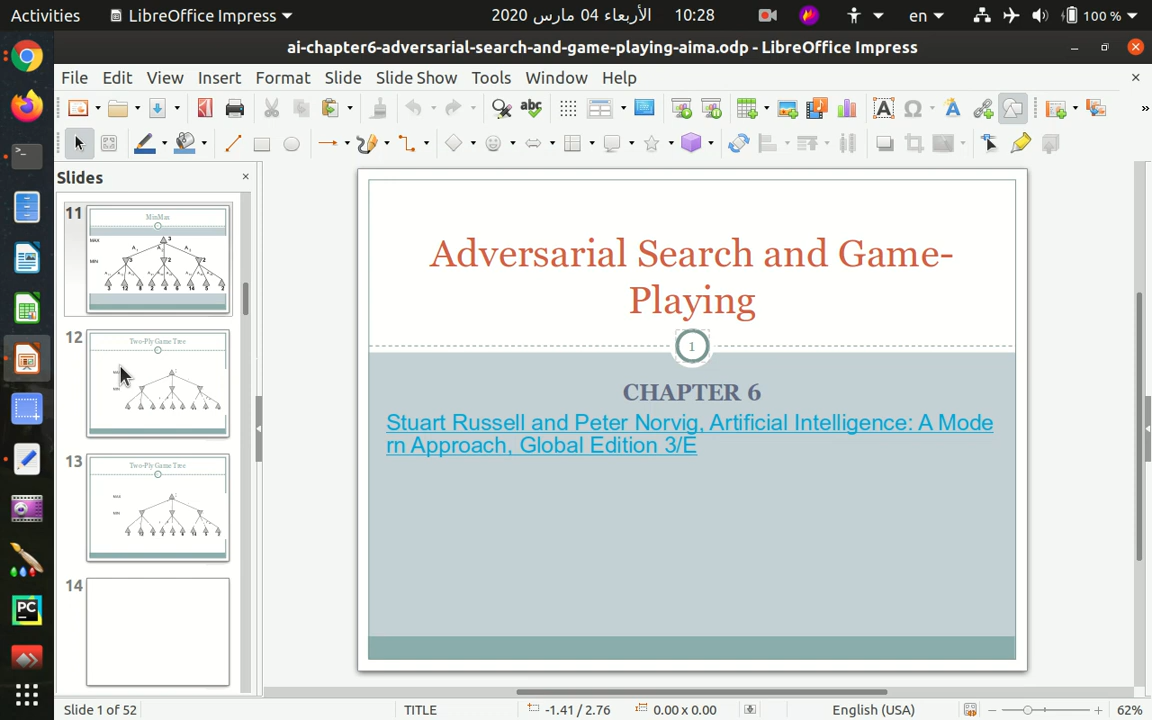 Activities LibreOffice Impress الأربعاء 04 مارس 2020 10:28 en 100 %
ai-chapter6-adversarial-search-and-game-playing-aima.odp - LibreOffice Impress
File Edit View Insert Format Slide Slide Show Tools Window Help
Slides
11
MinMax
MAX
MIN
12
Two-Ply Game Tree
13
Two-Ply Game Tree
MAX
MIN
14
Adversarial Search and Game-
Playing
1
CHAPTER 6
Stuart Russell and Peter Norvig, Artificial Intelligence: A Mode
rn Approach, Global Edition 3/E
Slide 1 of 52 TITLE -1.41 / 2.76 0.00 x 0.00 English (USA) 62%